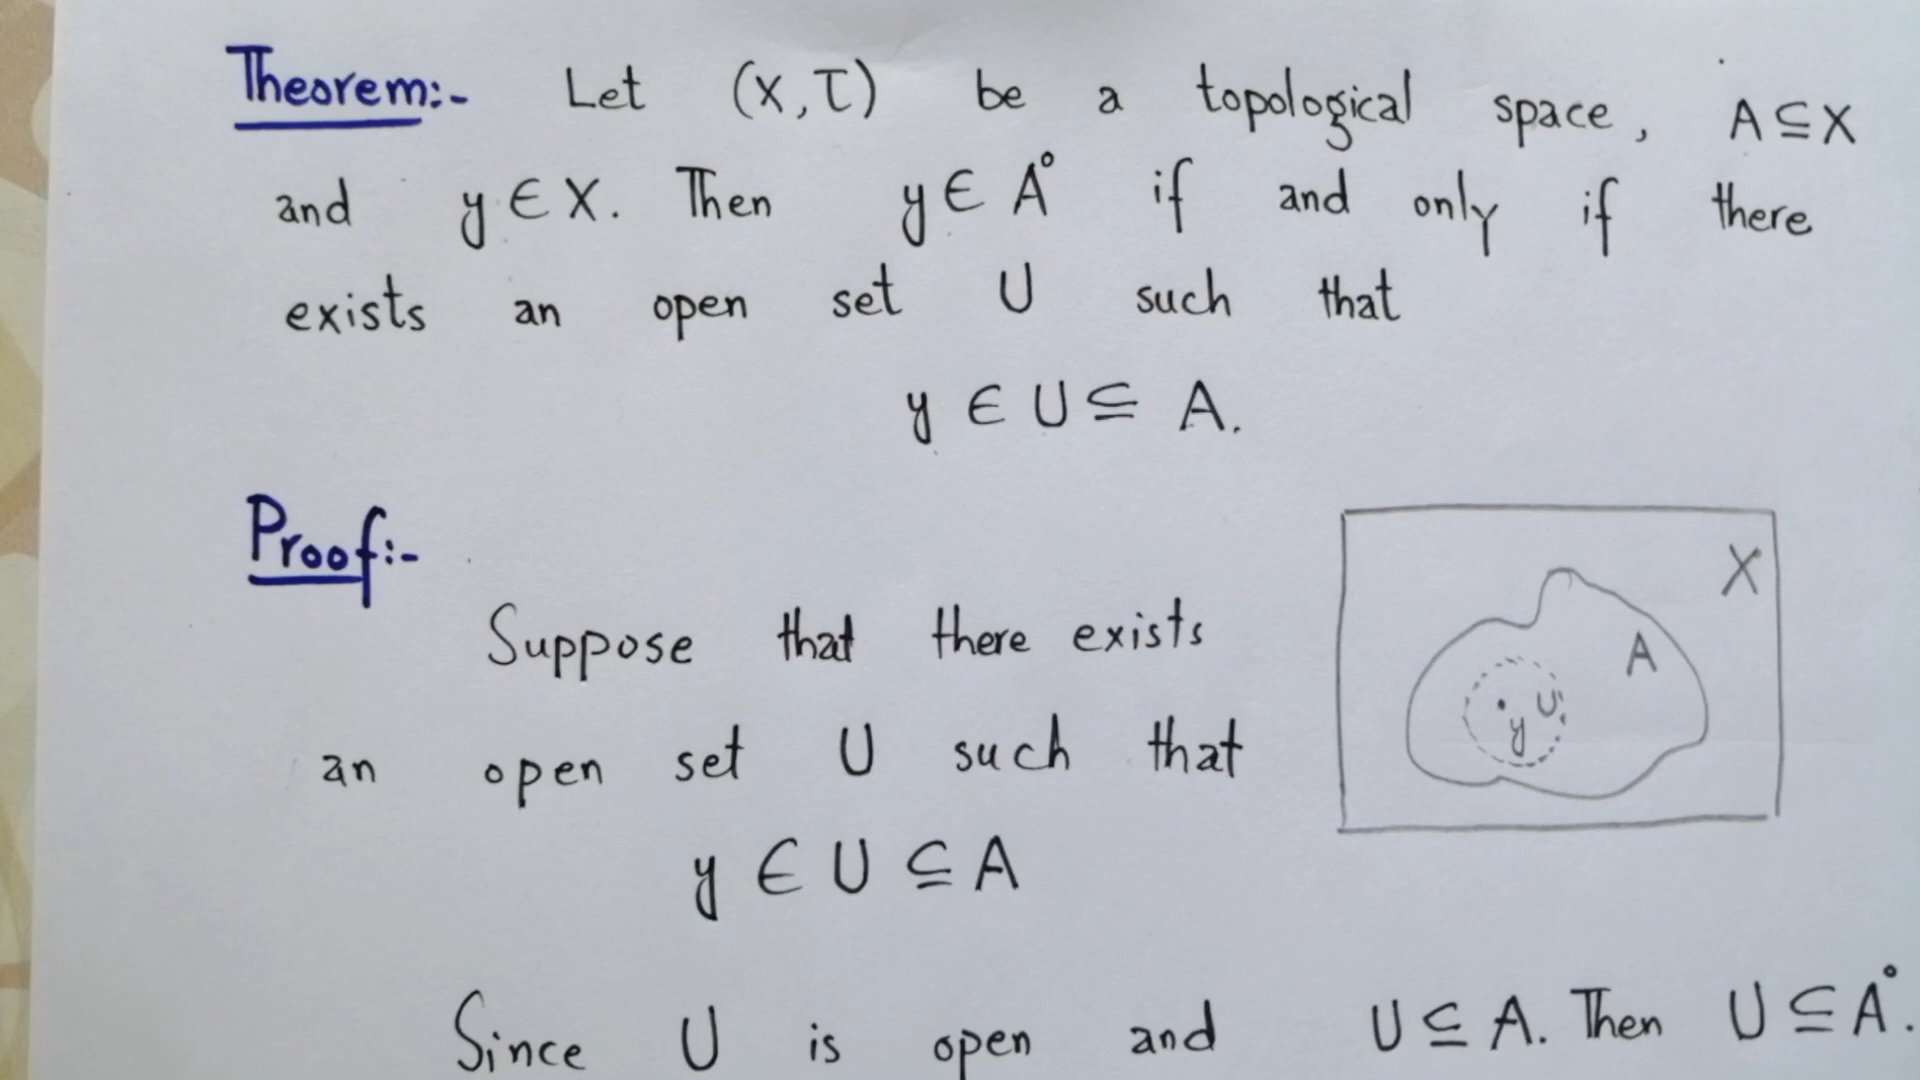 Theorem:- Let (X,τ) be a topological space, A⊆X
and y∈X. Then y∈Å if and only if there
exists an open set U such that
y∈U⊆A.
Proof:-
X
A
U
y
Suppose that there exists
an open set U such that
y∈U⊆A
Since U is open and U⊆A. Then U⊆Å.